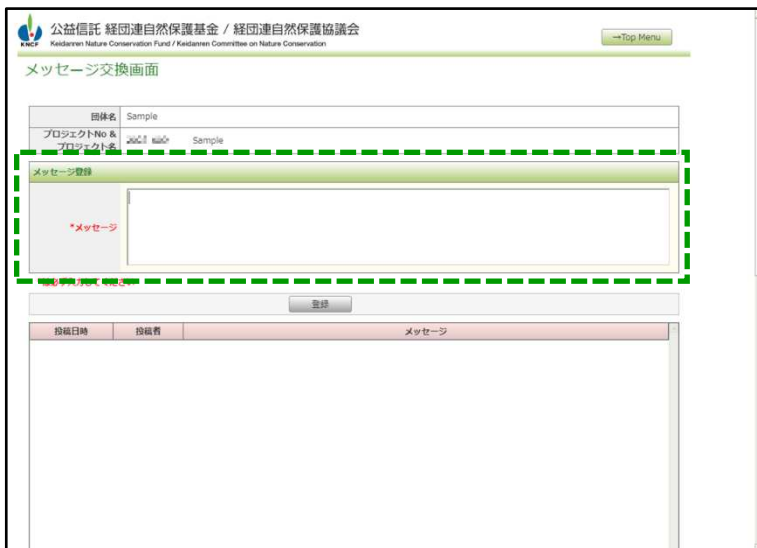 公益信託 経団連自然保護基金 / 経団連自然保護協議会
KNCF Keidanren Nature Conservation Fund / Keidanren Committee on Nature Conservation
→Top Menu
メッセージ交換画面
団体名 Sample
プロジェクトNo &
プロジェクト名 Sample
メッセージ登録
*メッセージ
登録
投稿日時 投稿者 メッセージ